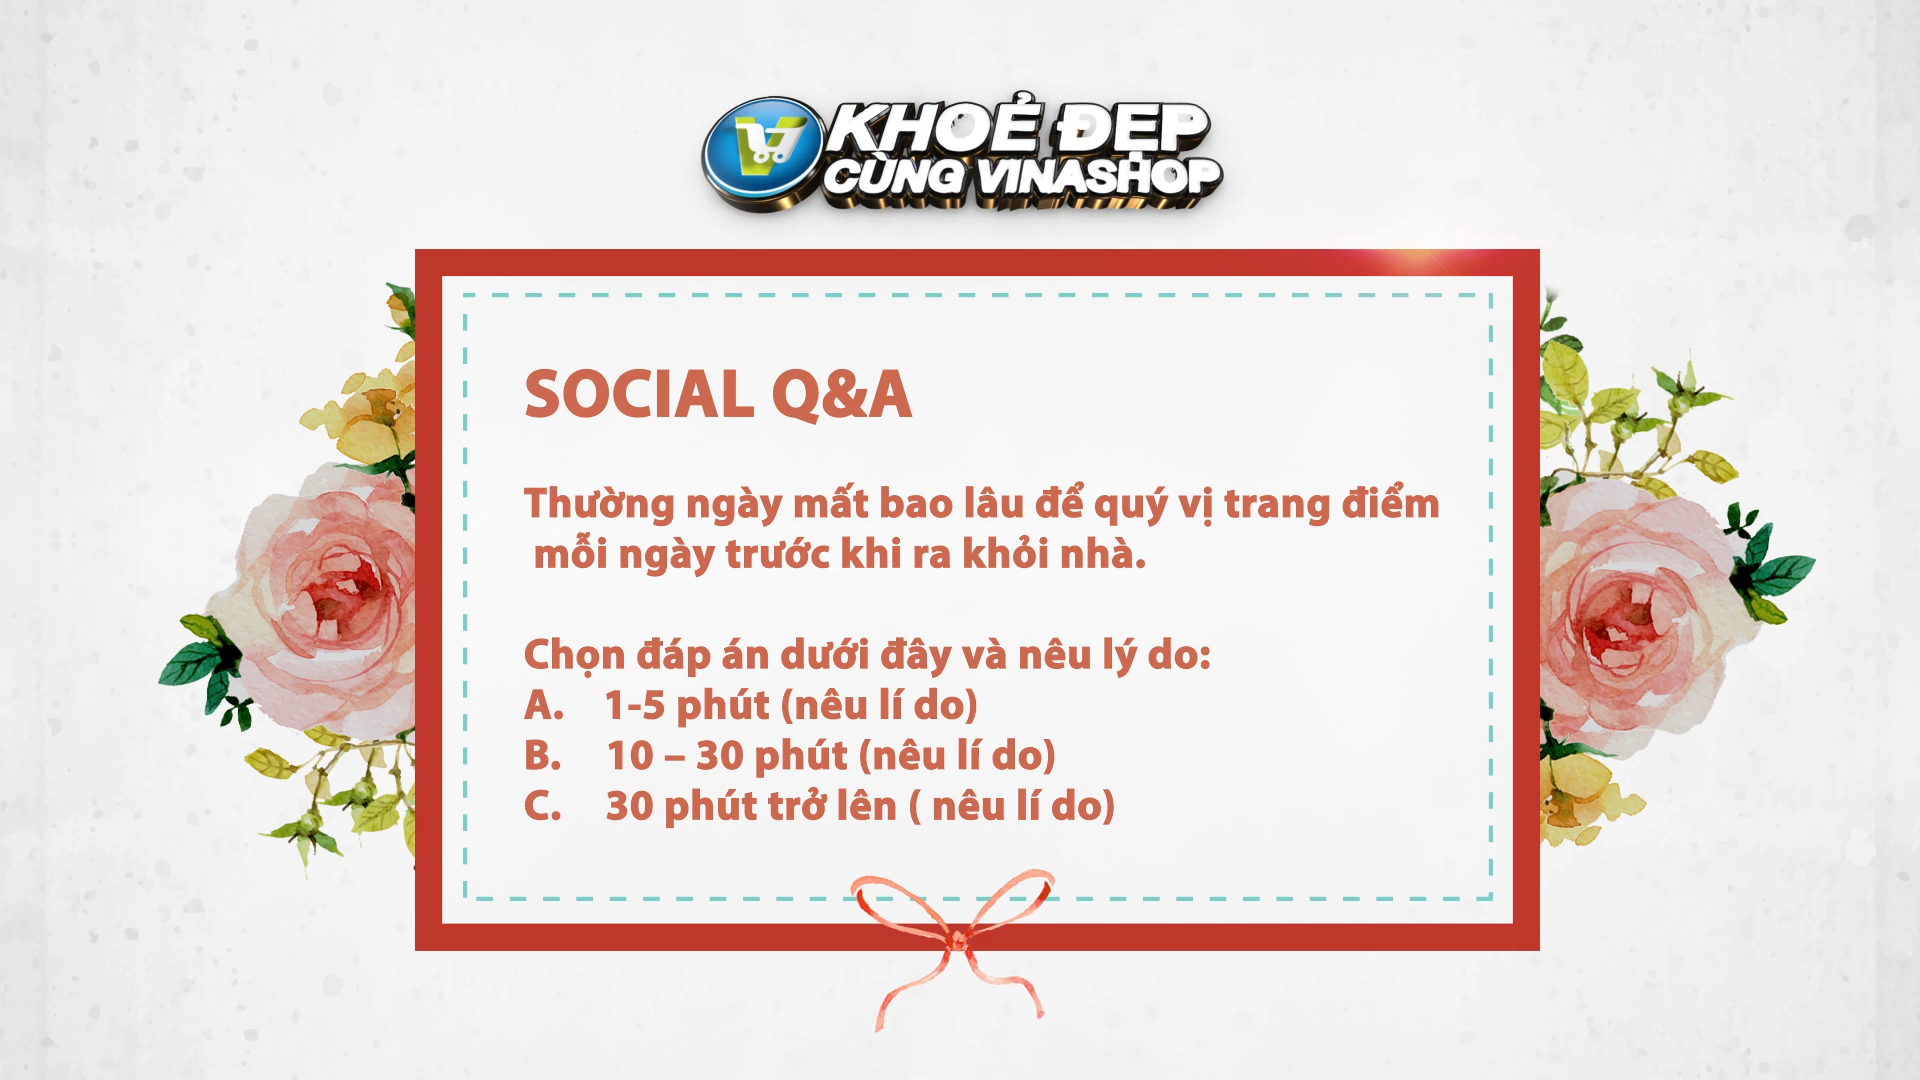 KHOẺ ĐẸP
CÙNG VINASHOP
SOCIAL Q&A
Thường ngày mất bao lâu để quý vị trang điểm
mỗi ngày trước khi ra khỏi nhà.
Chọn đáp án dưới đây và nêu lý do:
A. 1-5 phút (nêu lí do)
B. 10 – 30 phút (nêu lí do)
C. 30 phút trở lên ( nêu lí do)